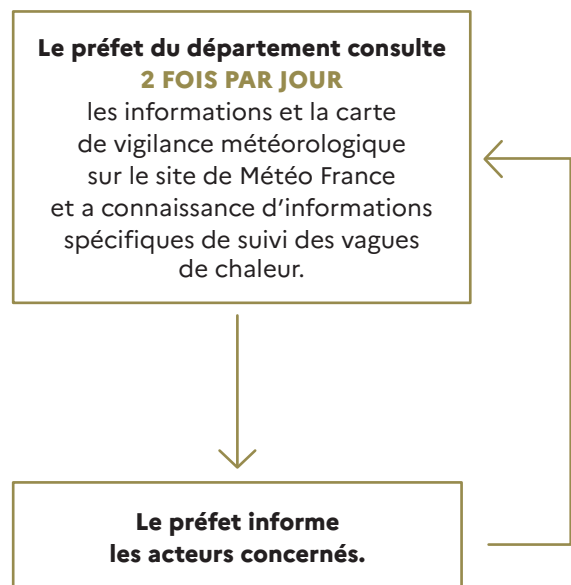 Le préfet du département consulte
2 FOIS PAR JOUR
les informations et la carte
de vigilance météorologique
sur le site de Météo France
et a connaissance d’informations
spécifiques de suivi des vagues
de chaleur.
Le préfet informe
les acteurs concernés.